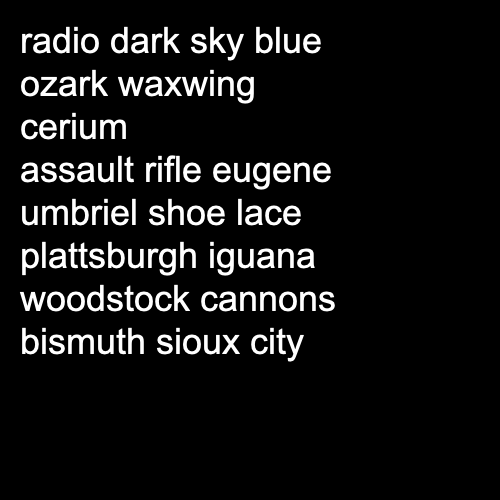 radio dark sky blue
ozark waxwing
cerium
assault rifle eugene
umbriel shoe lace
plattsburgh iguana
woodstock cannons
bismuth sioux city